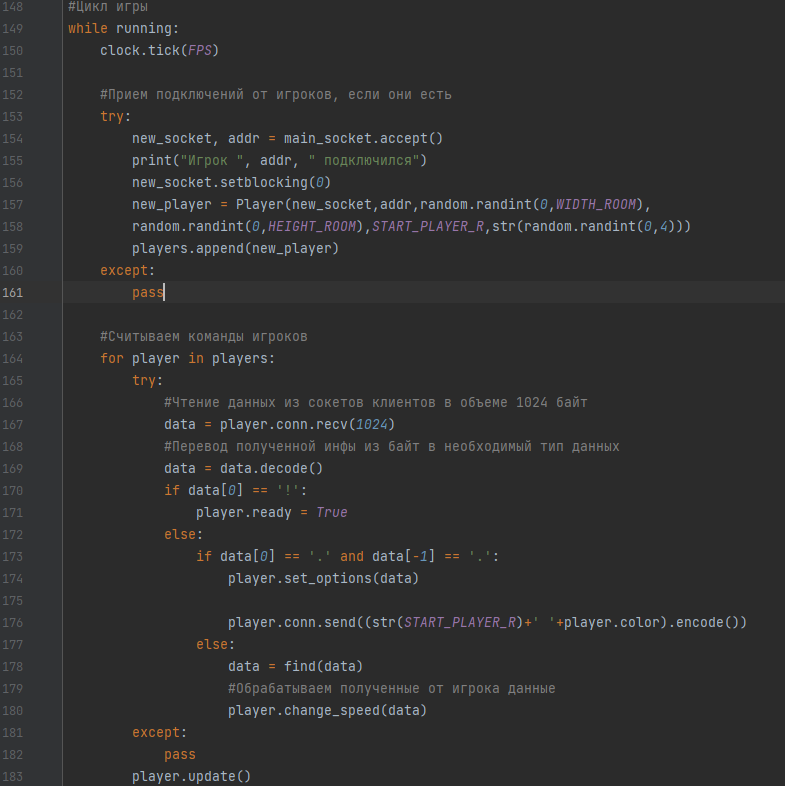 148 #Цикл игры
149 while running:
150 clock.tick(FPS)
151
152 #Прием подключений от игроков, если они есть
153 try:
154 new_socket, addr = main_socket.accept()
155 print("Игрок ", addr, " подключился")
156 new_socket.setblocking(0)
157 new_player = Player(new_socket,addr,random.randint(0,WIDTH_ROOM),
158 random.randint(0,HEIGHT_ROOM),START_PLAYER_R,str(random.randint(0,4)))
159 players.append(new_player)
160 except:
161 pass
162
163 #Считываем команды игроков
164 for player in players:
165 try:
166 #Чтение данных из сокетов клиентов в объеме 1024 байт
167 data = player.conn.recv(1024)
168 #Перевод полученной инфы из байт в необходимый тип данных
169 data = data.decode()
170 if data[0] == '!':
171 player.ready = True
172 else:
173 if data[0] == '.' and data[-1] == '.':
174 player.set_options(data)
175
176 player.conn.send((str(START_PLAYER_R)+' '+player.color).encode())
177 else:
178 data = find(data)
179 #Обрабатываем полученные от игрока данные
180 player.change_speed(data)
181 except:
182 pass
183 player.update()